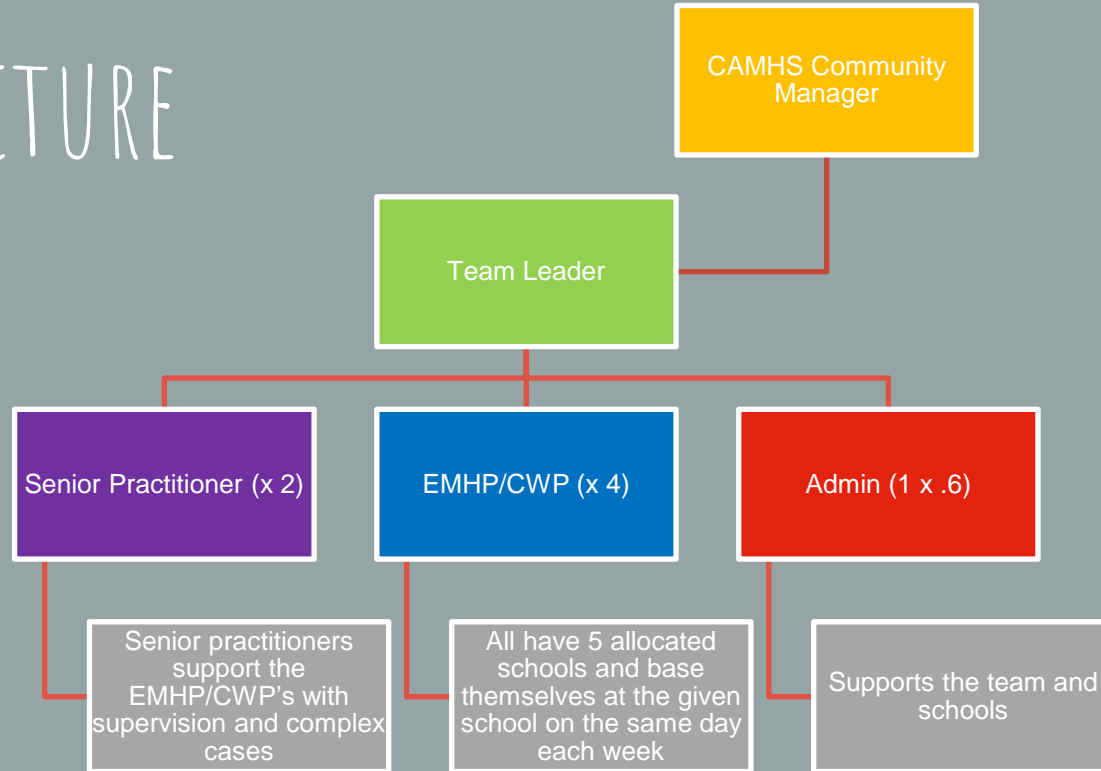 CTURE
CAMHS Community
Manager
Team Leader
Senior Practitioner (x 2)
EMHP/CWP (x 4)
Admin (1 x .6)
Senior practitioners
support the
EMHP/CWP's with
supervision and complex
cases
All have 5 allocated
schools and base
themselves at the given
school on the same day
each week
Supports the team and
schools